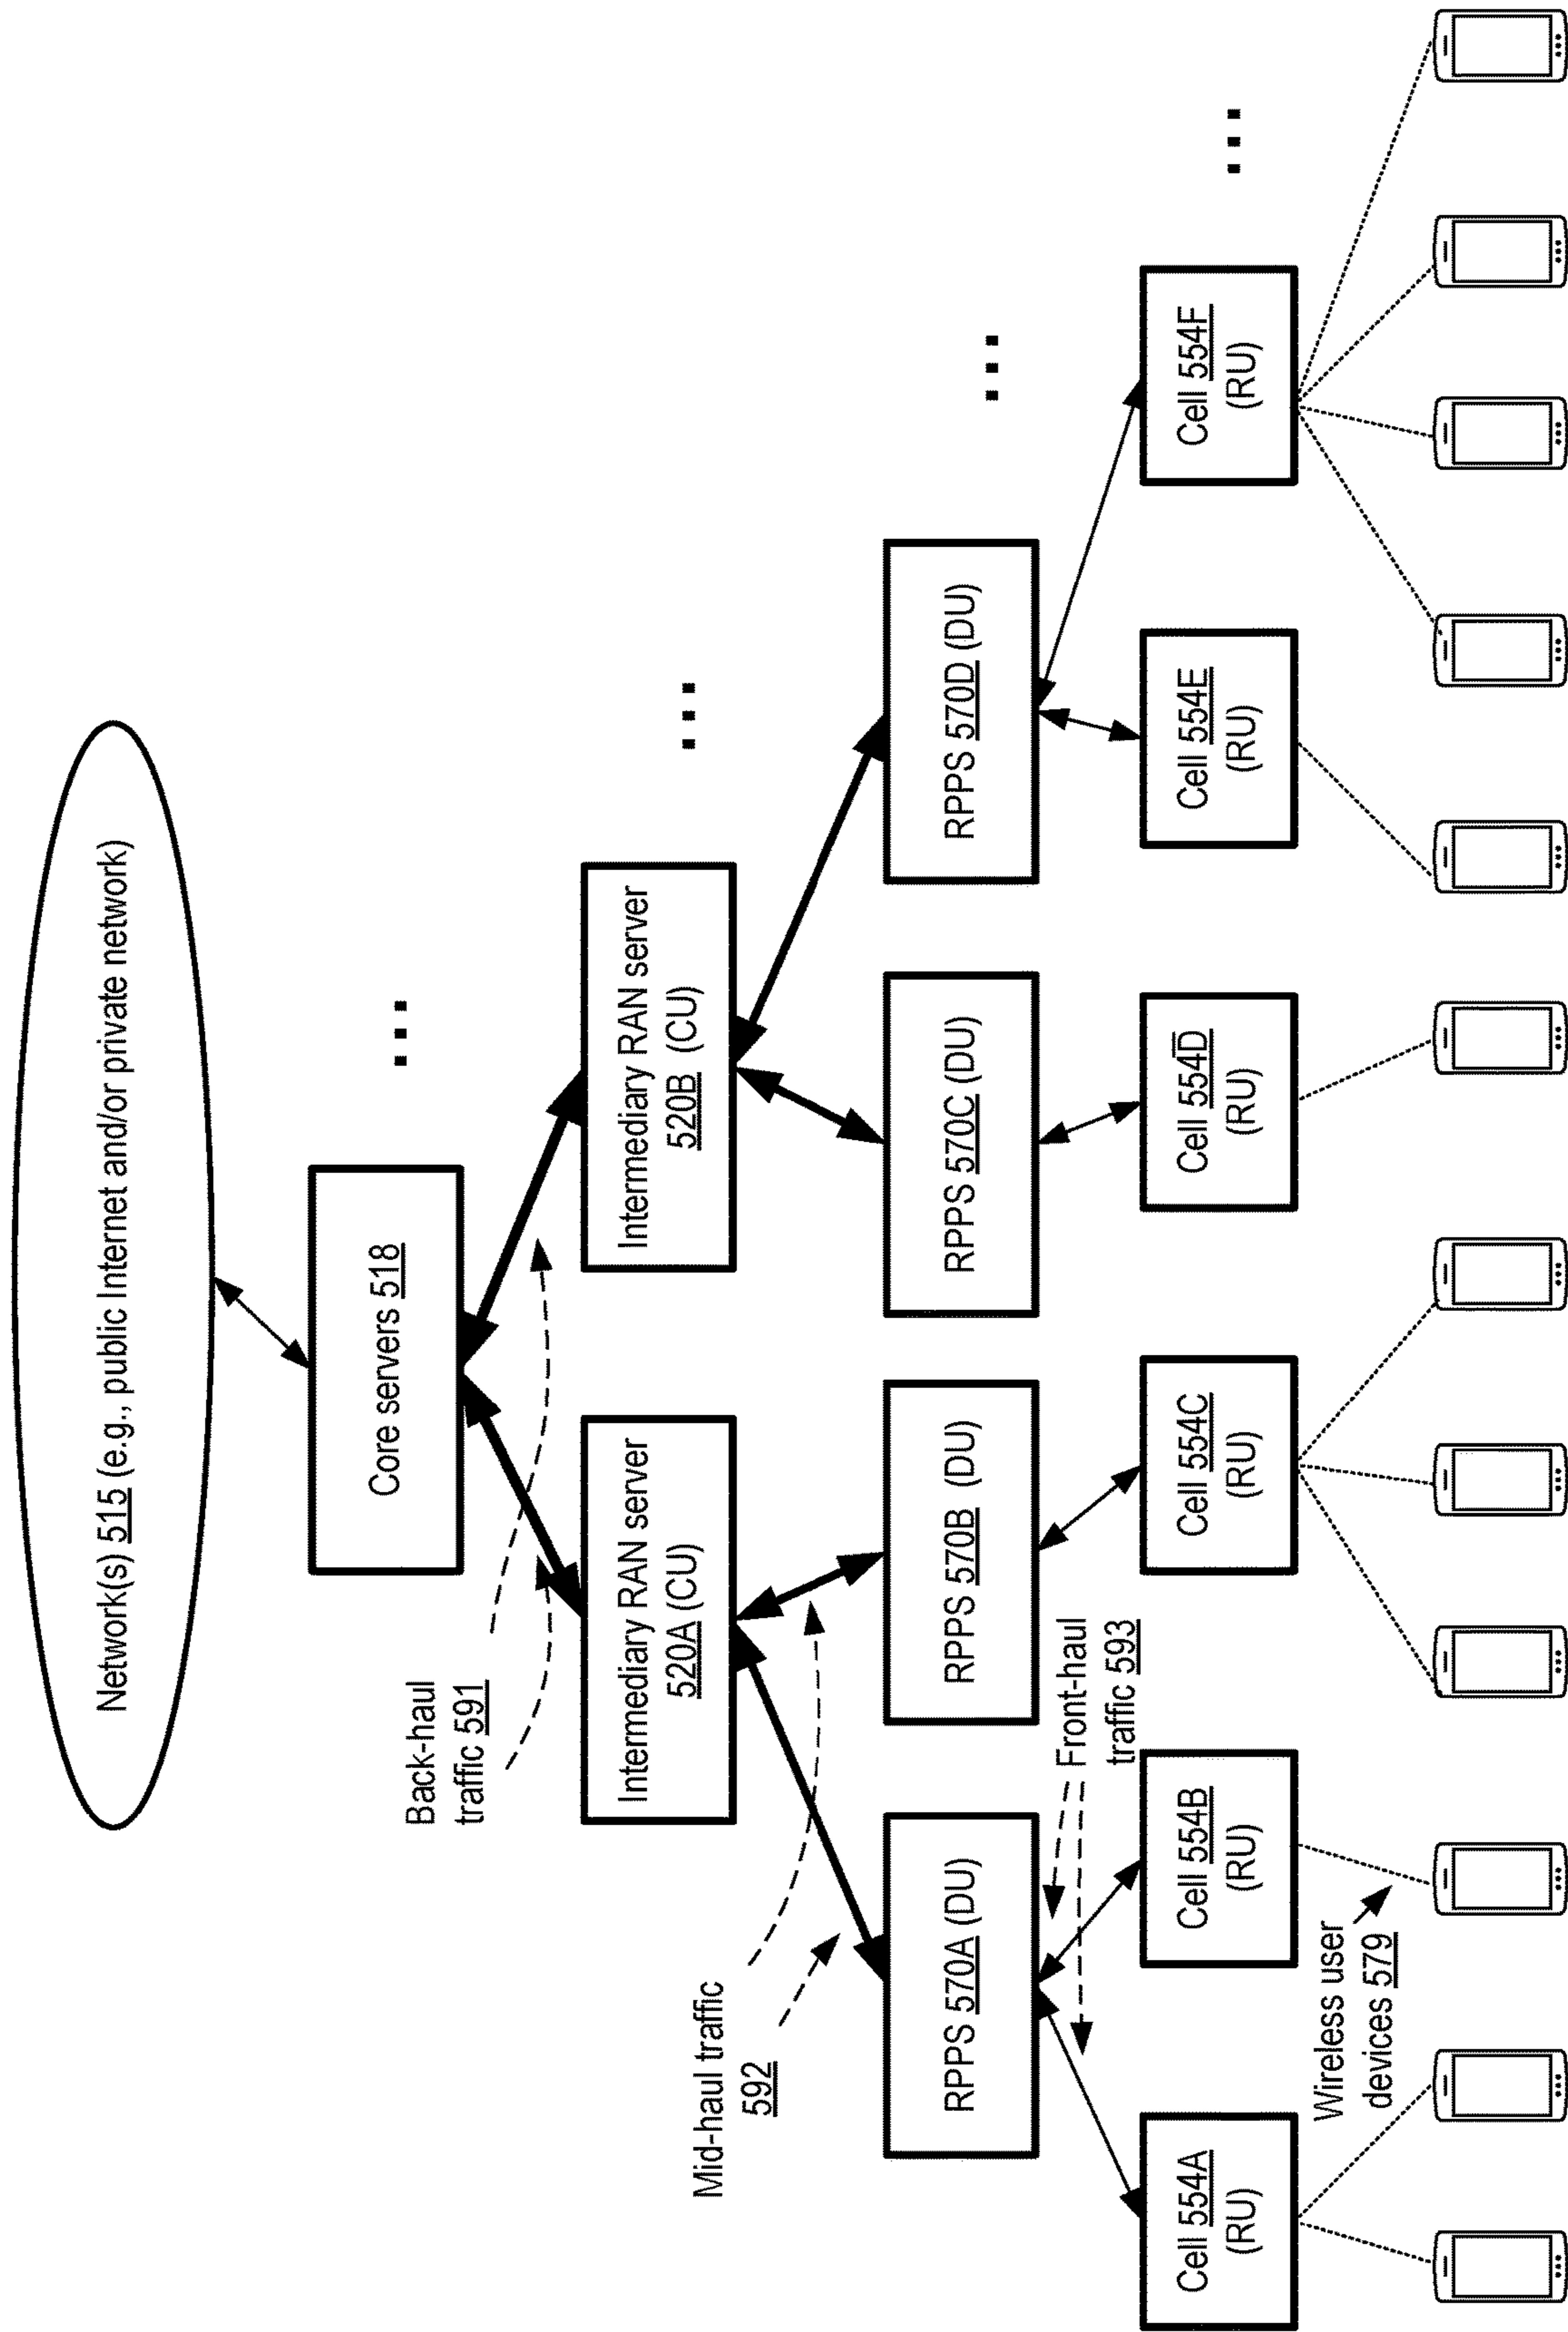 Network(s) 515 (e.g., public Internet and/or private network)
Core servers 518
Back-haul
traffic 591
Intermediary RAN server
520A (CU)
Intermediary RAN server
520B (CU)
Mid-haul traffic
592
RPPS 570A (DU)
RPPS 570B (DU)
RPPS 570C (DU)
RPPS 570D (DU)
Front-haul
traffic 593
Cell 554A
(RU)
Cell 554B
(RU)
Cell 554C
(RU)
Cell 554D
(RU)
Cell 554E
(RU)
Cell 554F
(RU)
Wireless user
devices 579